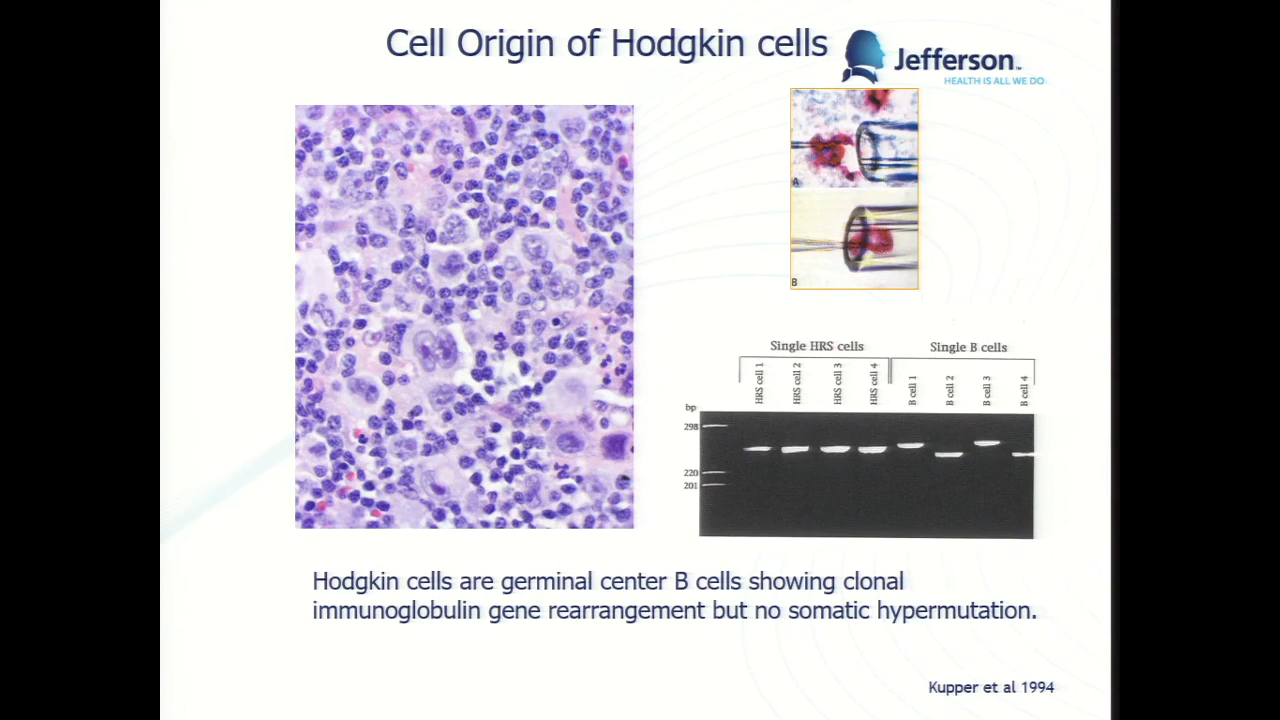 Cell Origin of Hodgkin cells
Jefferson™
HEALTH IS ALL WE DO
A
B
Single HRS cells
Single B cells
HRS cell 1
HRS cell 2
HRS cell 3
HRS cell 4
B cell 1
B cell 2
B cell 3
B cell 4
bp
298
220
201
Hodgkin cells are germinal center B cells showing clonal
immunoglobulin gene rearrangement but no somatic hypermutation.
Kupper et al 1994